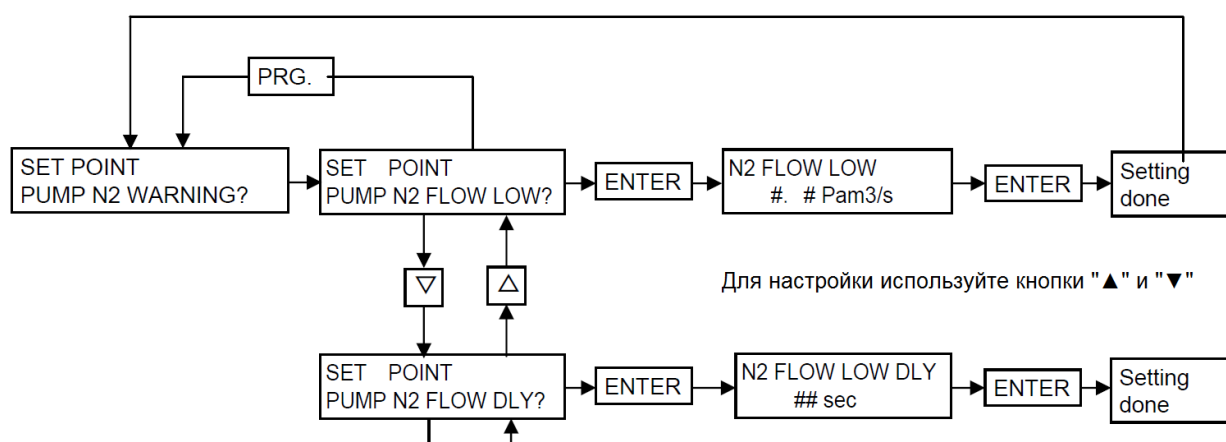 PRG.
SET POINT
PUMP N2 WARNING?
SET POINT
PUMP N2 FLOW LOW?
ENTER
N2 FLOW LOW
#. # Pam3/s
ENTER
Setting
done
▽
△
Для настройки используйте кнопки "▲" и "▼"
SET POINT
PUMP N2 FLOW DLY?
ENTER
N2 FLOW LOW DLY
## sec
ENTER
Setting
done